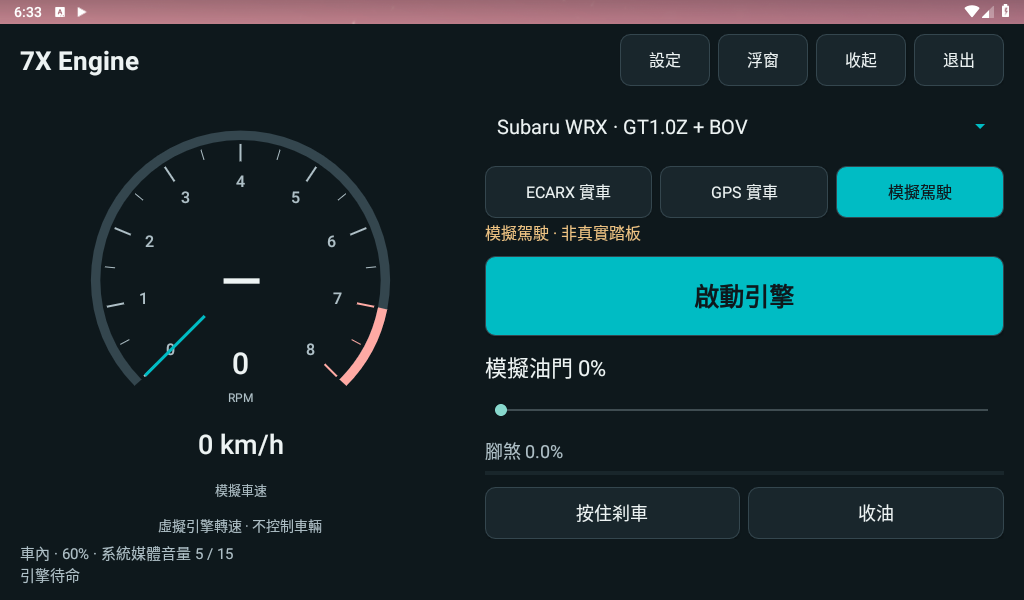 6:33
7X Engine
設定
浮窗
收起
退出
Subaru WRX · GT1.0Z + BOV
ECARX 實車
GPS 實車
模擬駕駛
模擬駕駛 · 非真實踏板
啟動引擎
模擬油門 0%
腳煞 0.0%
按住剎車
收油
0
1
2
3
4
5
6
7
8
—
0
RPM
0 km/h
模擬車速
虛擬引擎轉速 · 不控制車輛
車內 · 60% · 系統媒體音量 5 / 15
引擎待命